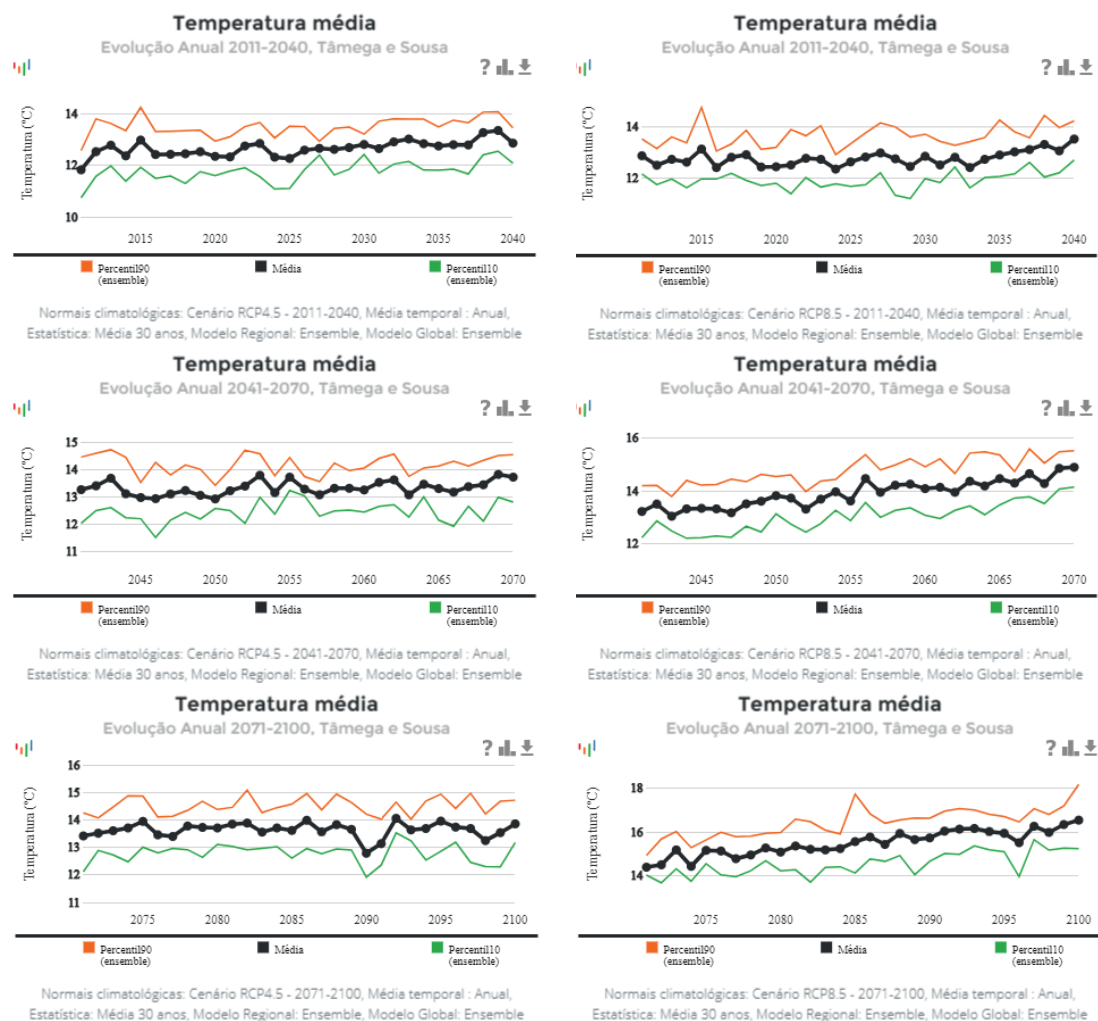 Temperatura média
Evolução Anual 2011-2040, Tâmega e Sousa
?
Temperatura (°C)
14
12
10
2015 2020 2025 2030 2035 2040
Percentil90 (ensemble) Média Percentil10 (ensemble)
Normais climatológicas: Cenário RCP4.5 - 2011-2040, Média temporal : Anual,
Estatística: Média 30 anos, Modelo Regional: Ensemble, Modelo Global: Ensemble
Temperatura média
Evolução Anual 2011-2040, Tâmega e Sousa
?
Temperatura (°C)
14
12
2015 2020 2025 2030 2035 2040
Percentil90 (ensemble) Média Percentil10 (ensemble)
Normais climatológicas: Cenário RCP8.5 - 2011-2040, Média temporal : Anual,
Estatística: Média 30 anos, Modelo Regional: Ensemble, Modelo Global: Ensemble
Temperatura média
Evolução Anual 2041-2070, Tâmega e Sousa
?
Temperatura (°C)
15
14
13
12
11
2045 2050 2055 2060 2065 2070
Percentil90 (ensemble) Média Percentil10 (ensemble)
Normais climatológicas: Cenário RCP4.5 - 2041-2070, Média temporal : Anual,
Estatística: Média 30 anos, Modelo Regional: Ensemble, Modelo Global: Ensemble
Temperatura média
Evolução Anual 2041-2070, Tâmega e Sousa
?
Temperatura (°C)
16
14
12
2045 2050 2055 2060 2065 2070
Percentil90 (ensemble) Média Percentil10 (ensemble)
Normais climatológicas: Cenário RCP8.5 - 2041-2070, Média temporal : Anual,
Estatística: Média 30 anos, Modelo Regional: Ensemble, Modelo Global: Ensemble
Temperatura média
Evolução Anual 2071-2100, Tâmega e Sousa
?
Temperatura (°C)
16
15
14
13
12
11
2075 2080 2085 2090 2095 2100
Percentil90 (ensemble) Média Percentil10 (ensemble)
Normais climatológicas: Cenário RCP4.5 - 2071-2100, Média temporal : Anual,
Estatística: Média 30 anos, Modelo Regional: Ensemble, Modelo Global: Ensemble
Temperatura média
Evolução Anual 2071-2100, Tâmega e Sousa
?
Temperatura (°C)
18
16
14
2075 2080 2085 2090 2095 2100
Percentil90 (ensemble) Média Percentil10 (ensemble)
Normais climatológicas: Cenário RCP8.5 - 2071-2100, Média temporal : Anual,
Estatística: Média 30 anos, Modelo Regional: Ensemble, Modelo Global: Ensemble